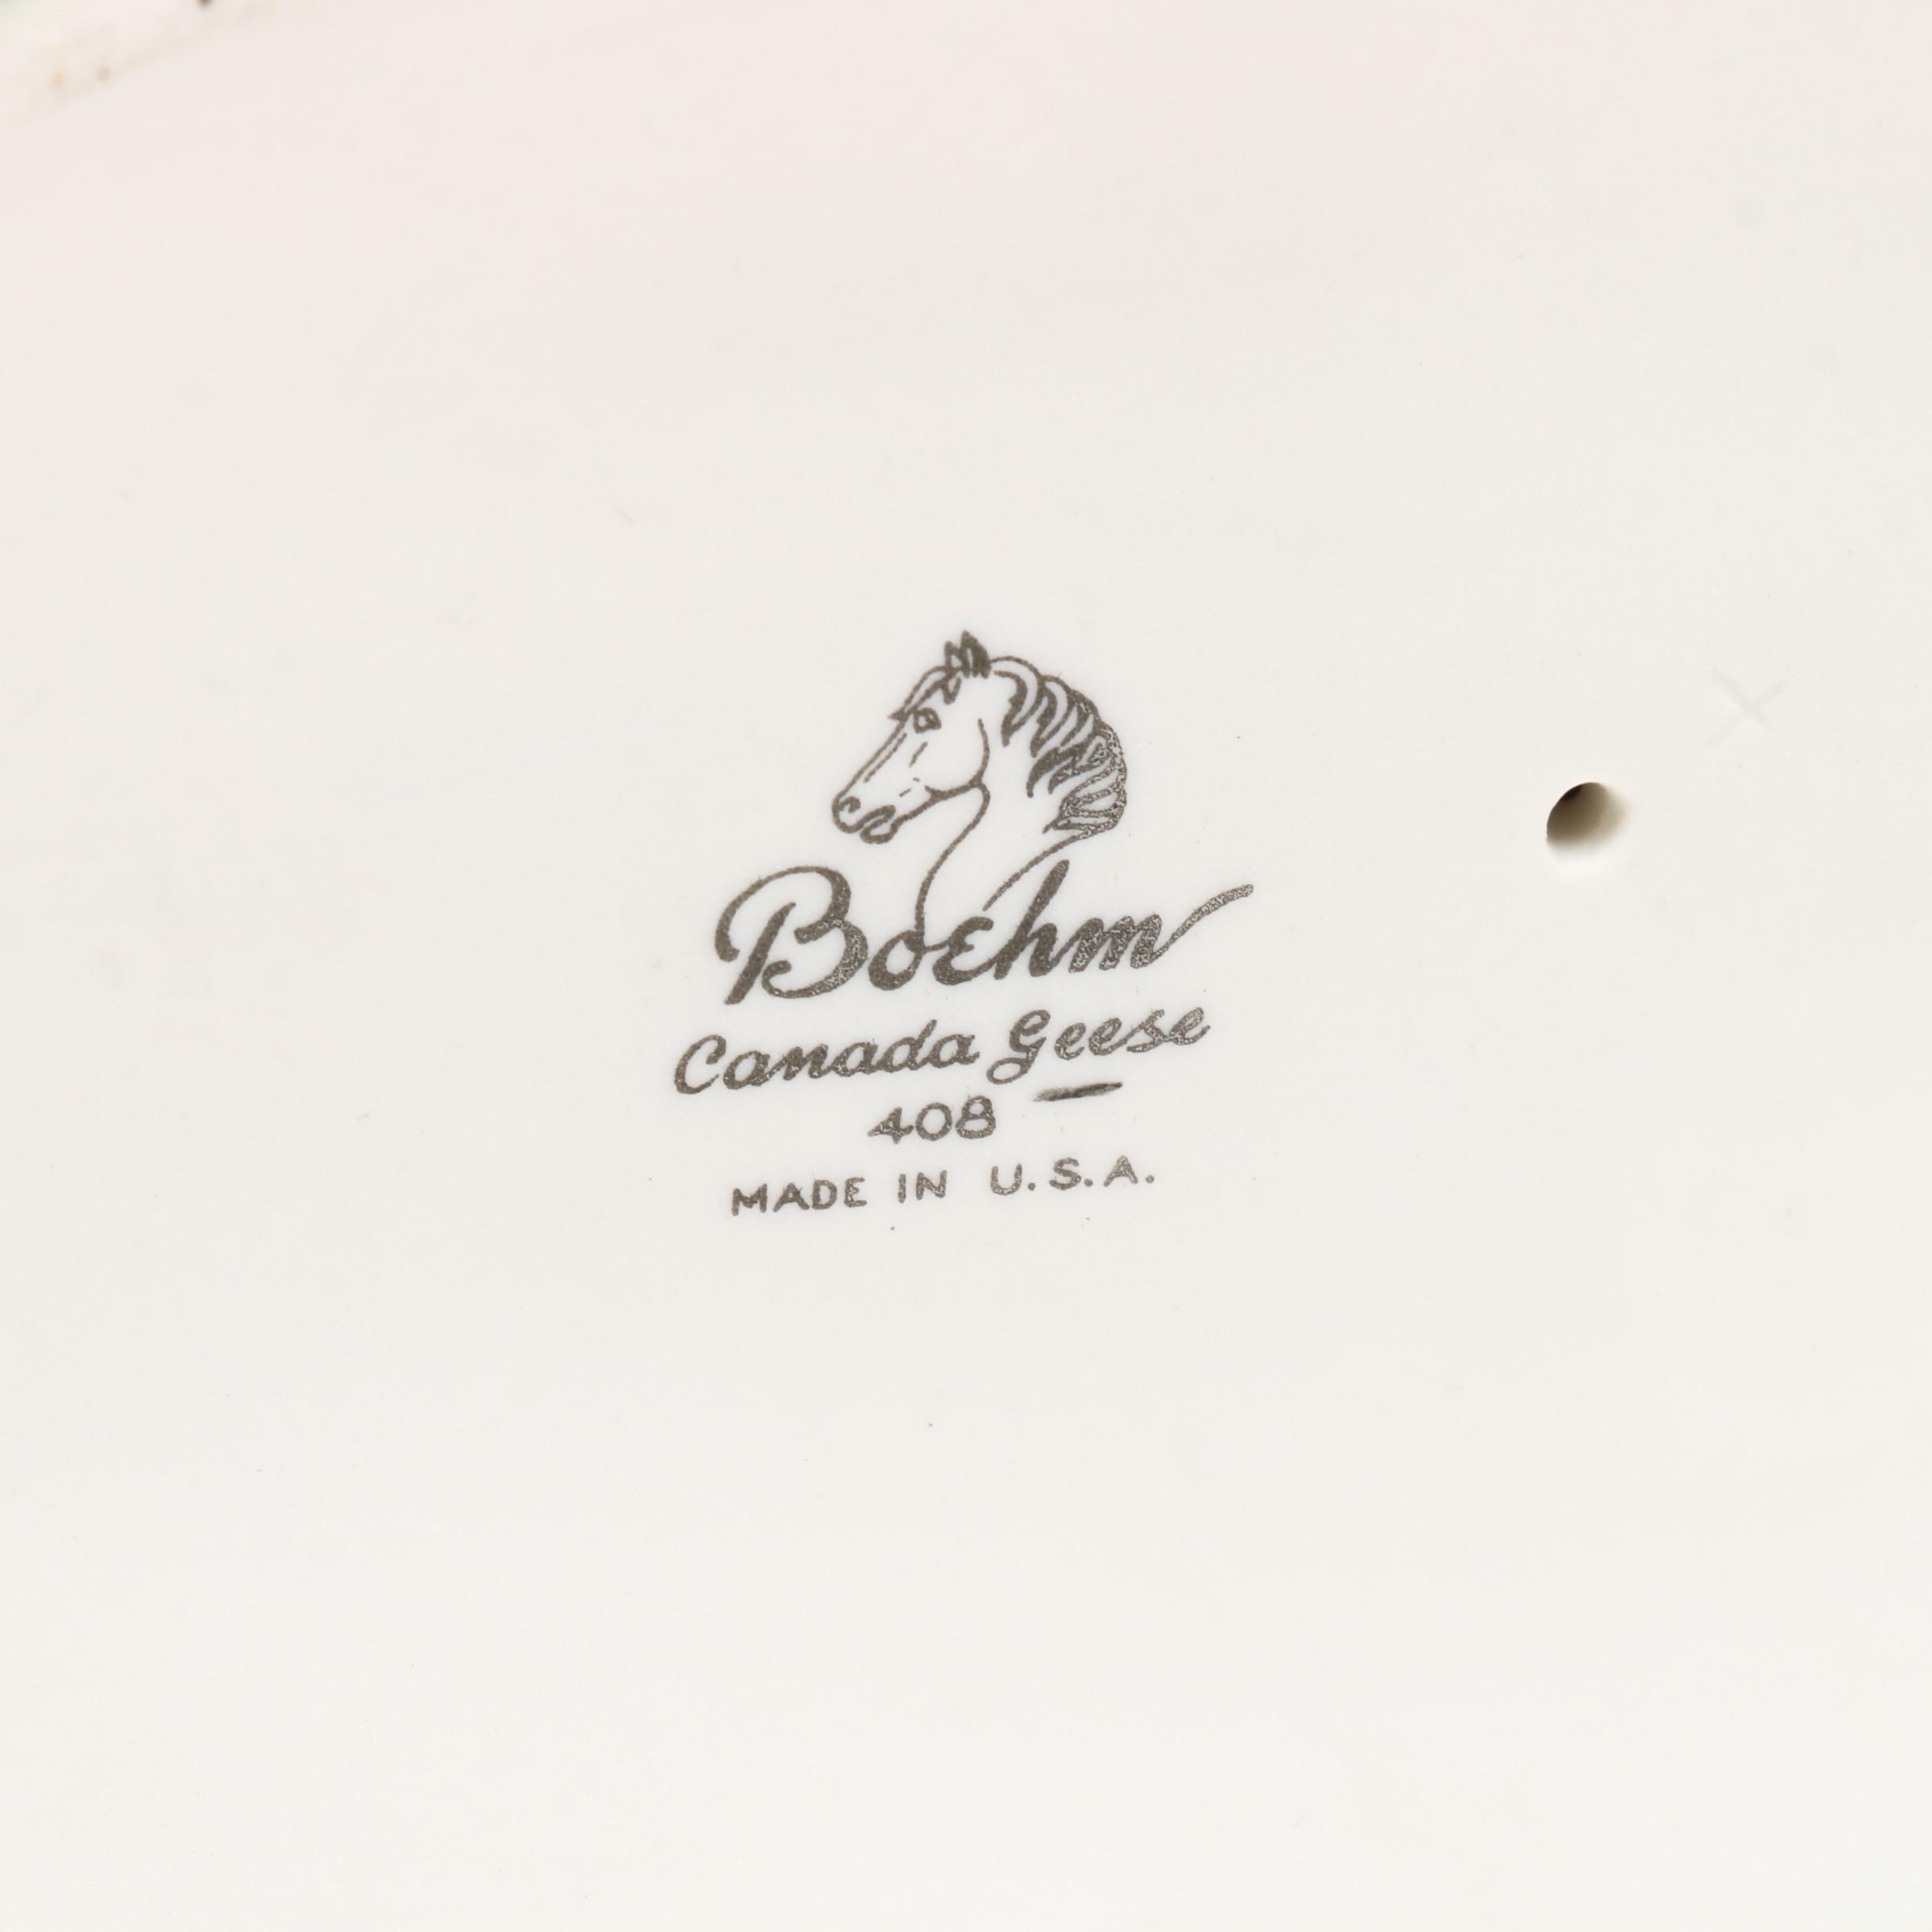 Boehm
Canada Geese
408
MADE IN U.S.A.